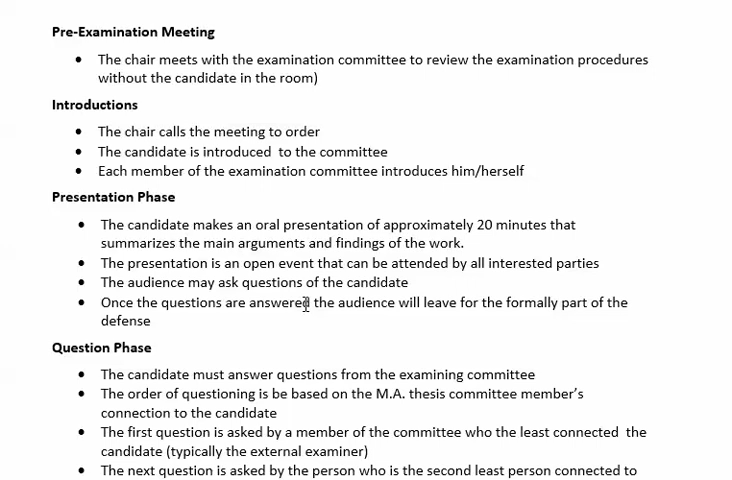 Pre-Examination Meeting
• The chair meets with the examination committee to review the examination procedures
without the candidate in the room)
Introductions
• The chair calls the meeting to order
• The candidate is introduced  to the committee
• Each member of the examination committee introduces him/herself
Presentation Phase
• The candidate makes an oral presentation of approximately 20 minutes that
summarizes the main arguments and findings of the work.
• The presentation is an open event that can be attended by all interested parties
• The audience may ask questions of the candidate
• Once the questions are answered the audience will leave for the formally part of the
defense
Question Phase
• The candidate must answer questions from the examining committee
• The order of questioning is be based on the M.A. thesis committee member’s
connection to the candidate
• The first question is asked by a member of the committee who the least connected  the
candidate (typically the external examiner)
• The next question is asked by the person who is the second least person connected to